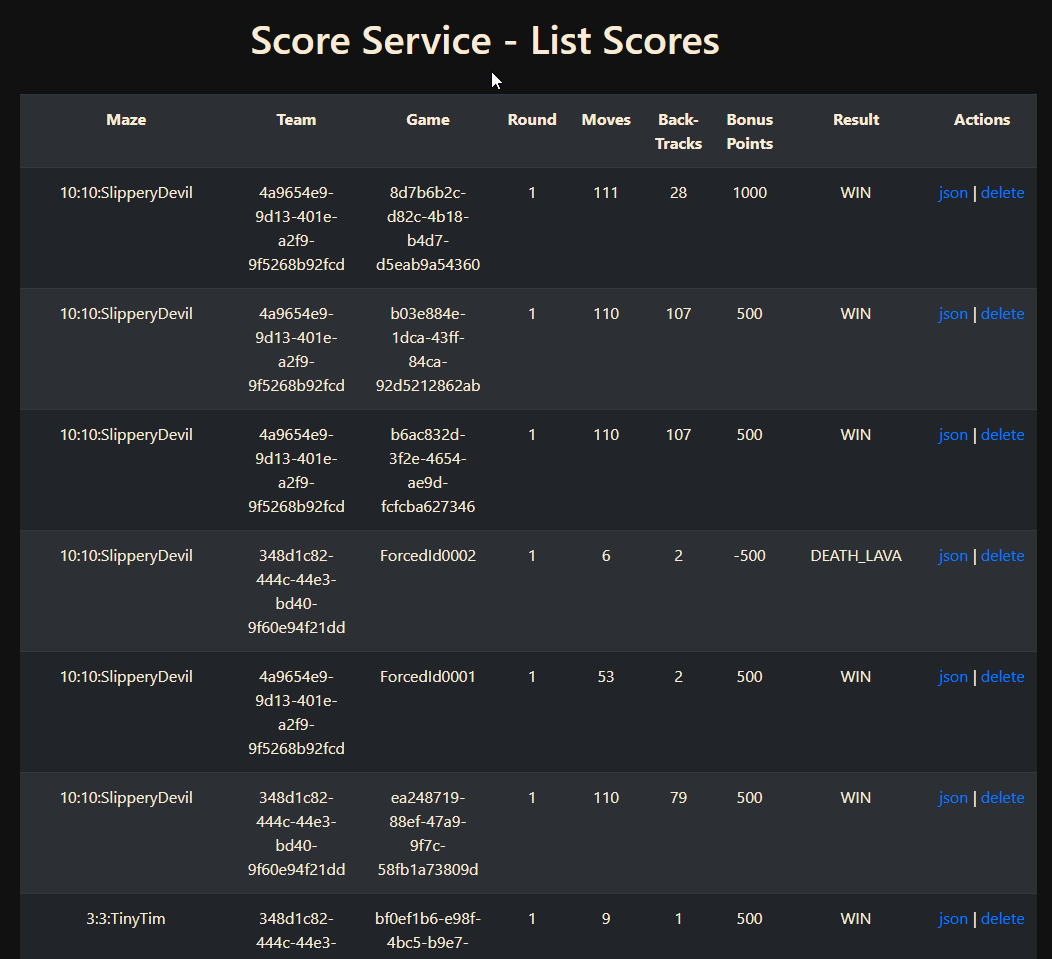 Score Service - List Scores
Maze Team Game Round Moves Back- Bonus Result Actions
Tracks Points
10:10:SlipperyDevil 4a9654e9- 8d7b6b2c- 1 111 28 1000 WIN json | delete
9d13-401e- d82c-4b18-
a2f9- b4d7-
9f5268b92fcd d5eab9a54360
10:10:SlipperyDevil 4a9654e9- b03e884e- 1 110 107 500 WIN json | delete
9d13-401e- 1dca-43ff-
a2f9- 84ca-
9f5268b92fcd 92d5212862ab
10:10:SlipperyDevil 4a9654e9- b6ac832d- 1 110 107 500 WIN json | delete
9d13-401e- 3f2e-4654-
a2f9- ae9d-
9f5268b92fcd fcfcba627346
10:10:SlipperyDevil 348d1c82- ForcedId0002 1 6 2 -500 DEATH_LAVA json | delete
444c-44e3-
bd40-
9f60e94f21dd
10:10:SlipperyDevil 4a9654e9- ForcedId0001 1 53 2 500 WIN json | delete
9d13-401e-
a2f9-
9f5268b92fcd
10:10:SlipperyDevil 348d1c82- ea248719- 1 110 79 500 WIN json | delete
444c-44e3- 88ef-47a9-
bd40- 9f7c-
9f60e94f21dd 58fb1a73809d
3:3:TinyTim 348d1c82- bf0ef1b6-e98f- 1 9 1 500 WIN json | delete
444c-44e3- 4bc5-b9e7-